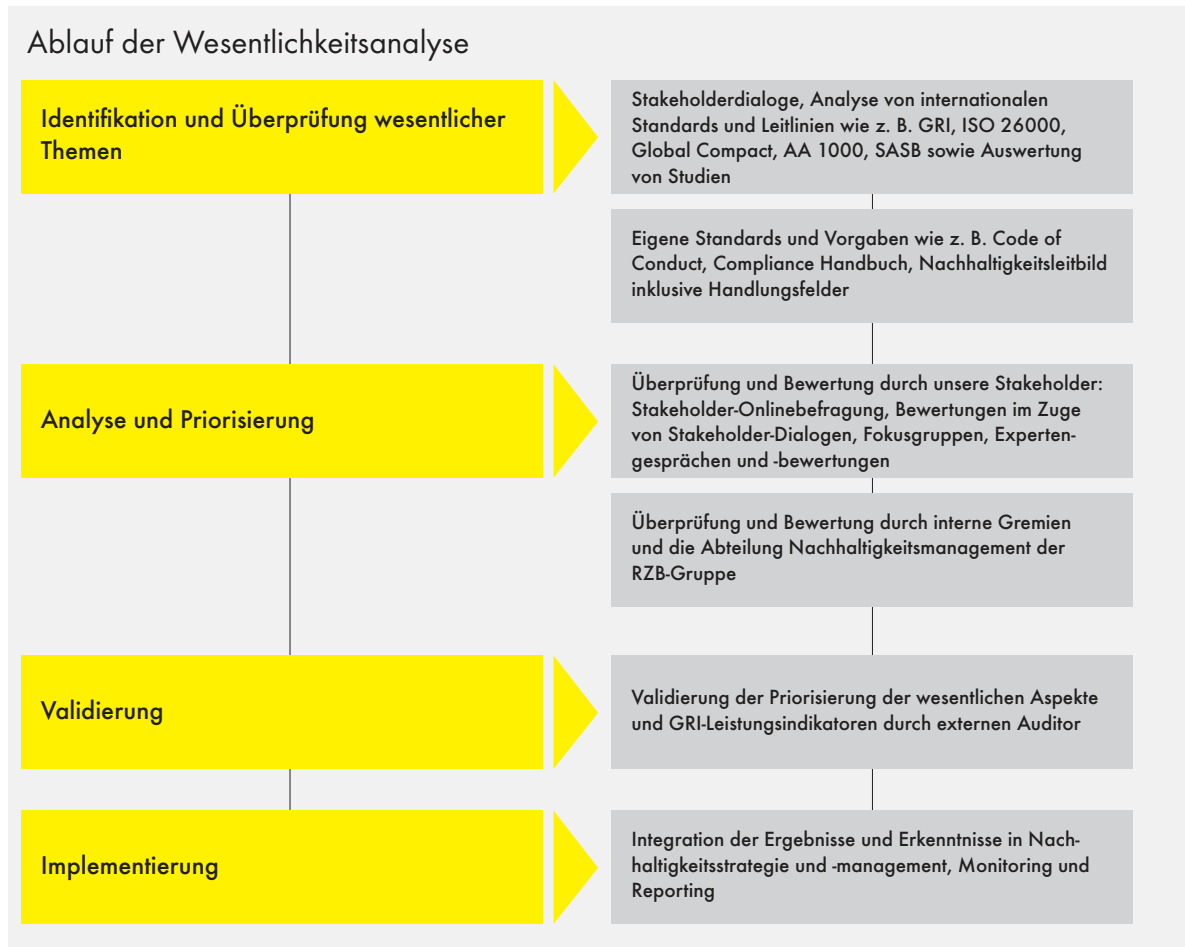 Ablauf der Wesentlichkeitsanalyse
Identifikation und Überprüfung wesentlicher
Themen
Stakeholderdialoge, Analyse von internationalen
Standards und Leitlinien wie z. B. GRI, ISO 26000,
Global Compact, AA 1000, SASB sowie Auswertung
von Studien
Eigene Standards und Vorgaben wie z. B. Code of
Conduct, Compliance Handbuch, Nachhaltigkeitsleitbild
inklusive Handlungsfelder
Analyse und Priorisierung
Überprüfung und Bewertung durch unsere Stakeholder:
Stakeholder-Onlinebefragung, Bewertungen im Zuge
von Stakeholder-Dialogen, Fokusgruppen, Experten-
gesprächen und -bewertungen
Überprüfung und Bewertung durch interne Gremien
und die Abteilung Nachhaltigkeitsmanagement der
RZB-Gruppe
Validierung
Validierung der Priorisierung der wesentlichen Aspekte
und GRI-Leistungsindikatoren durch externen Auditor
Implementierung
Integration der Ergebnisse und Erkenntnisse in Nach-
haltigkeitsstrategie und -management, Monitoring und
Reporting